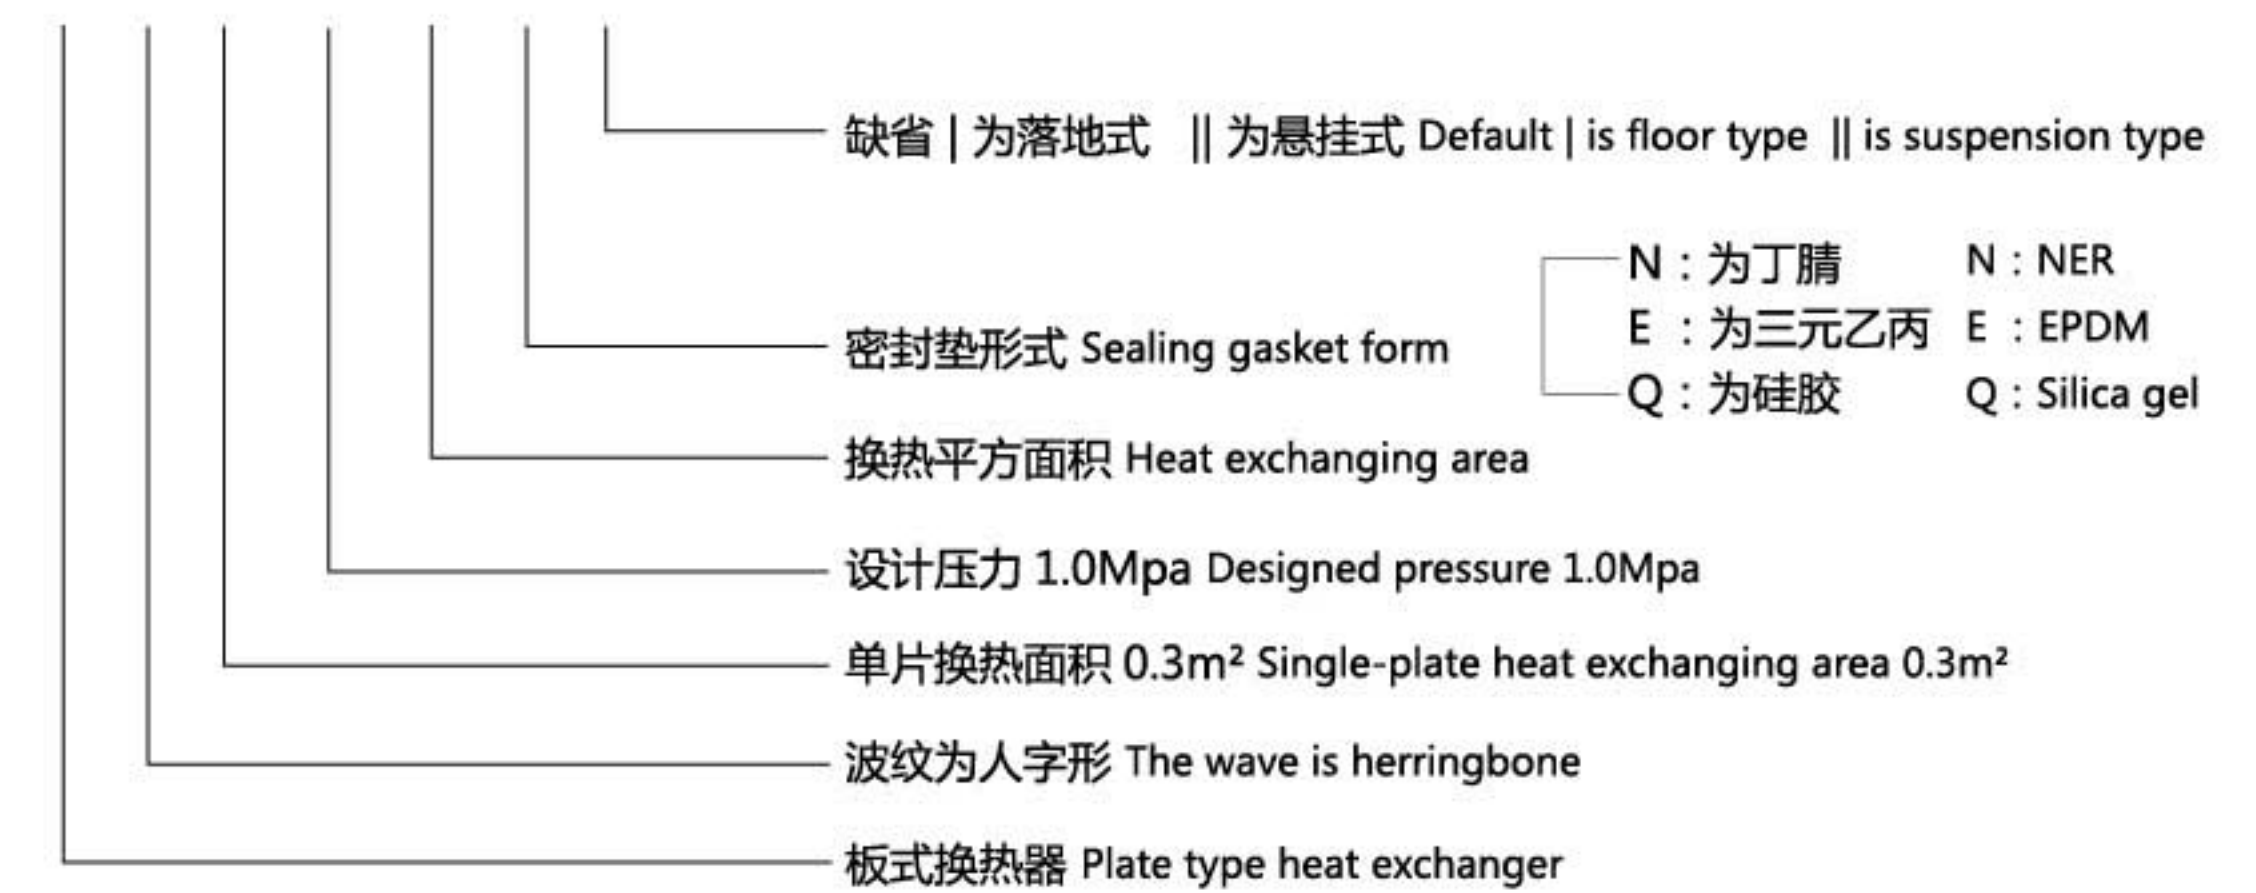 缺省 | 为落地式 || 为悬挂式 Default | is floor type || is suspension type
N：为丁腈 N : NER
E：为三元乙丙 E : EPDM
密封垫形式 Sealing gasket form
Q：为硅胶 Q : Silica gel
换热平方面积 Heat exchanging area
设计压力 1.0Mpa Designed pressure 1.0Mpa
单片换热面积 0.3m² Single-plate heat exchanging area 0.3m²
波纹为人字形 The wave is herringbone
板式换热器 Plate type heat exchanger